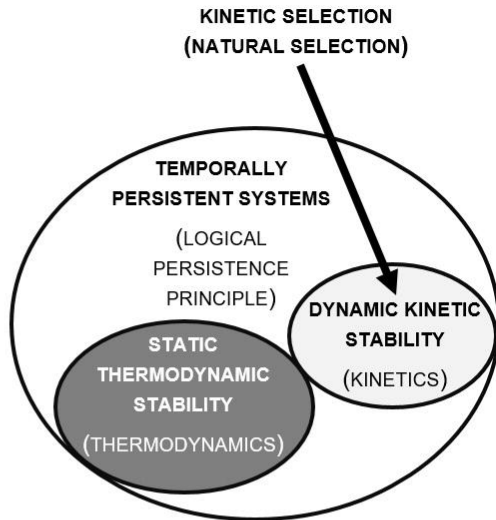 KINETIC SELECTION
(NATURAL SELECTION)
TEMPORALLY
PERSISTENT SYSTEMS
(LOGICAL
PERSISTENCE
PRINCIPLE)
DYNAMIC KINETIC
STABILITY
(KINETICS)
STATIC
THERMODYNAMIC
STABILITY
(THERMODYNAMICS)